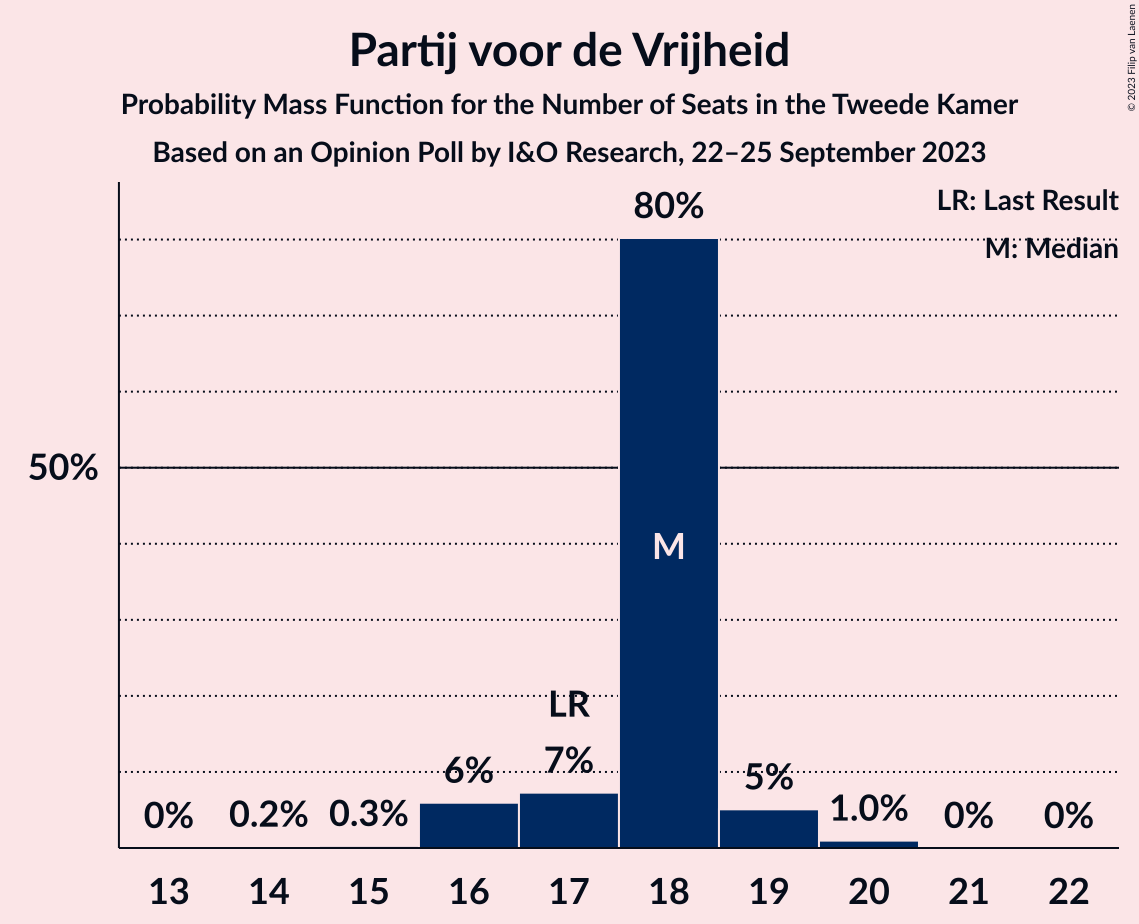 Partij voor de Vrijheid
Probability Mass Function for the Number of Seats in the Tweede Kamer
Based on an Opinion Poll by I&O Research, 22–25 September 2023
© 2023 Filip van Laenen
LR: Last Result
M: Median
80%
50%
M
LR
0%
0.2%
0.3%
6%
7%
5%
1.0%
0%
0%
13 14 15 16 17 18 19 20 21 22